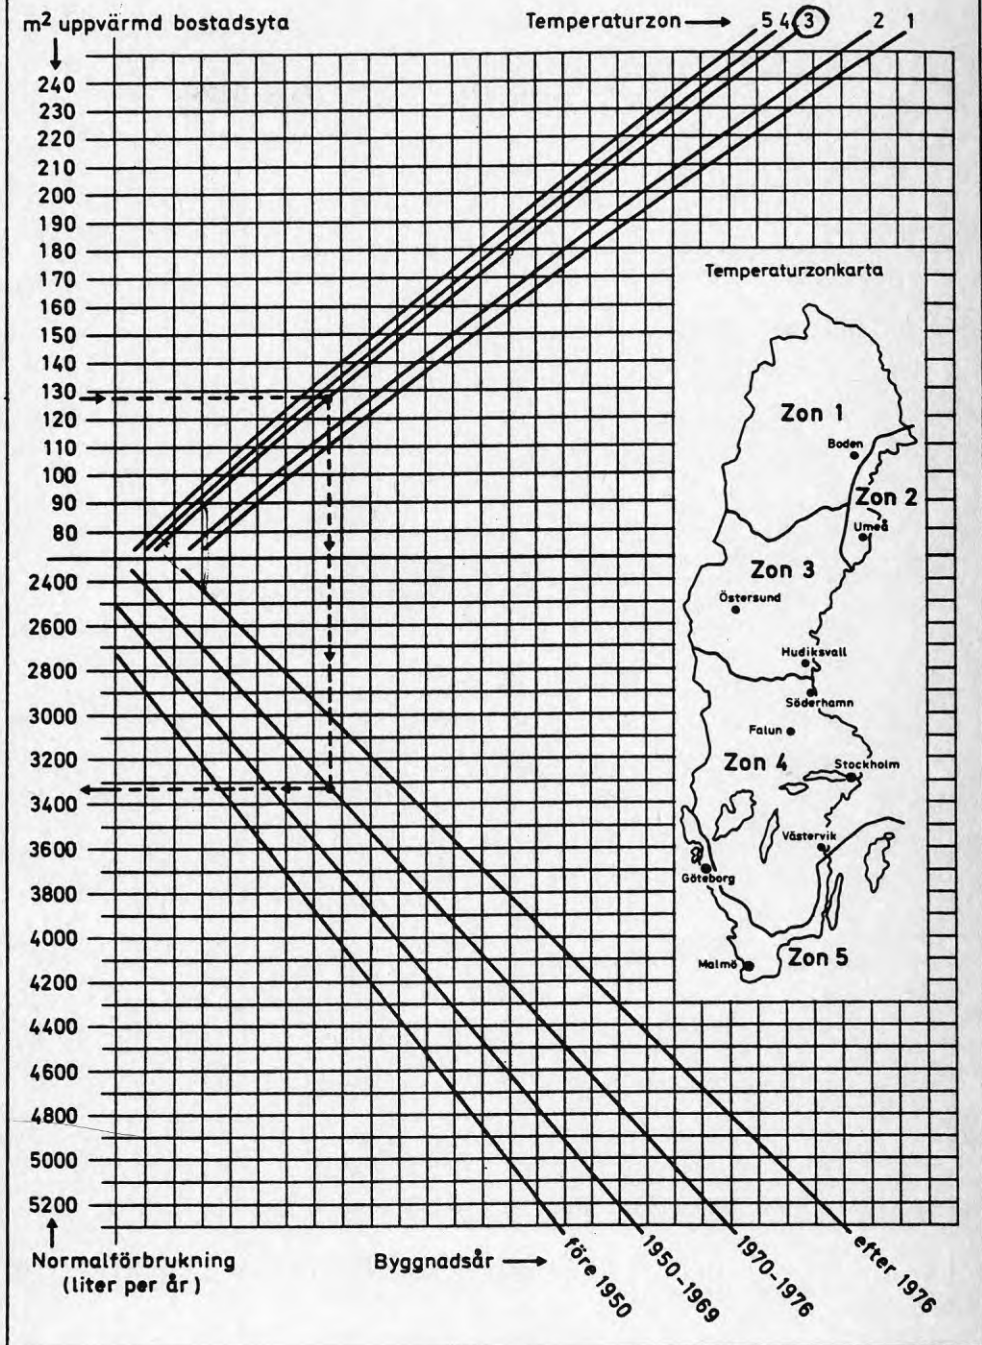 m² uppvärmd bostadsyta
Temperaturzon
5 4 3 2 1
240
230
220
210
200
190
180
170
160
150
140
130
120
110
100
90
80
2400
2600
2800
3000
3200
3400
3600
3800
4000
4200
4400
4600
4800
5000
5200
Temperaturzonkarta
Zon 1
Boden
Zon 2
Umeå
Zon 3
Östersund
Hudiksvall
Söderhamn
Falun
Zon 4
Stockholm
Västervik
Göteborg
Malmö
Zon 5
Normalförbrukning
(liter per år)
Byggnadsår
före 1950
1950-1969
1970-1976
efter 1976